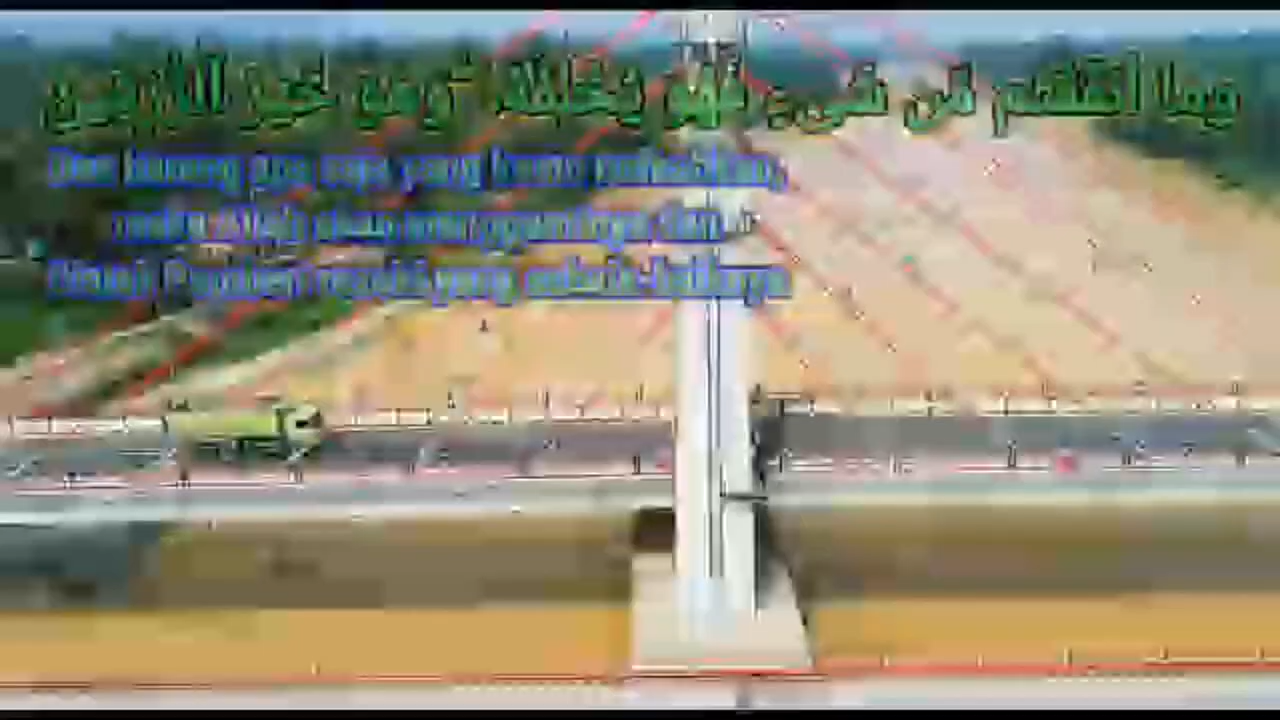 وما أنفقتم من شيء فهو يخلفه وهو خير الرازقين
Dan barang apa saja yang kamu nafkahkan,
maka Allah akan menggantinya dan
Dialah Pemberi rezeki yang sebaik-baiknya